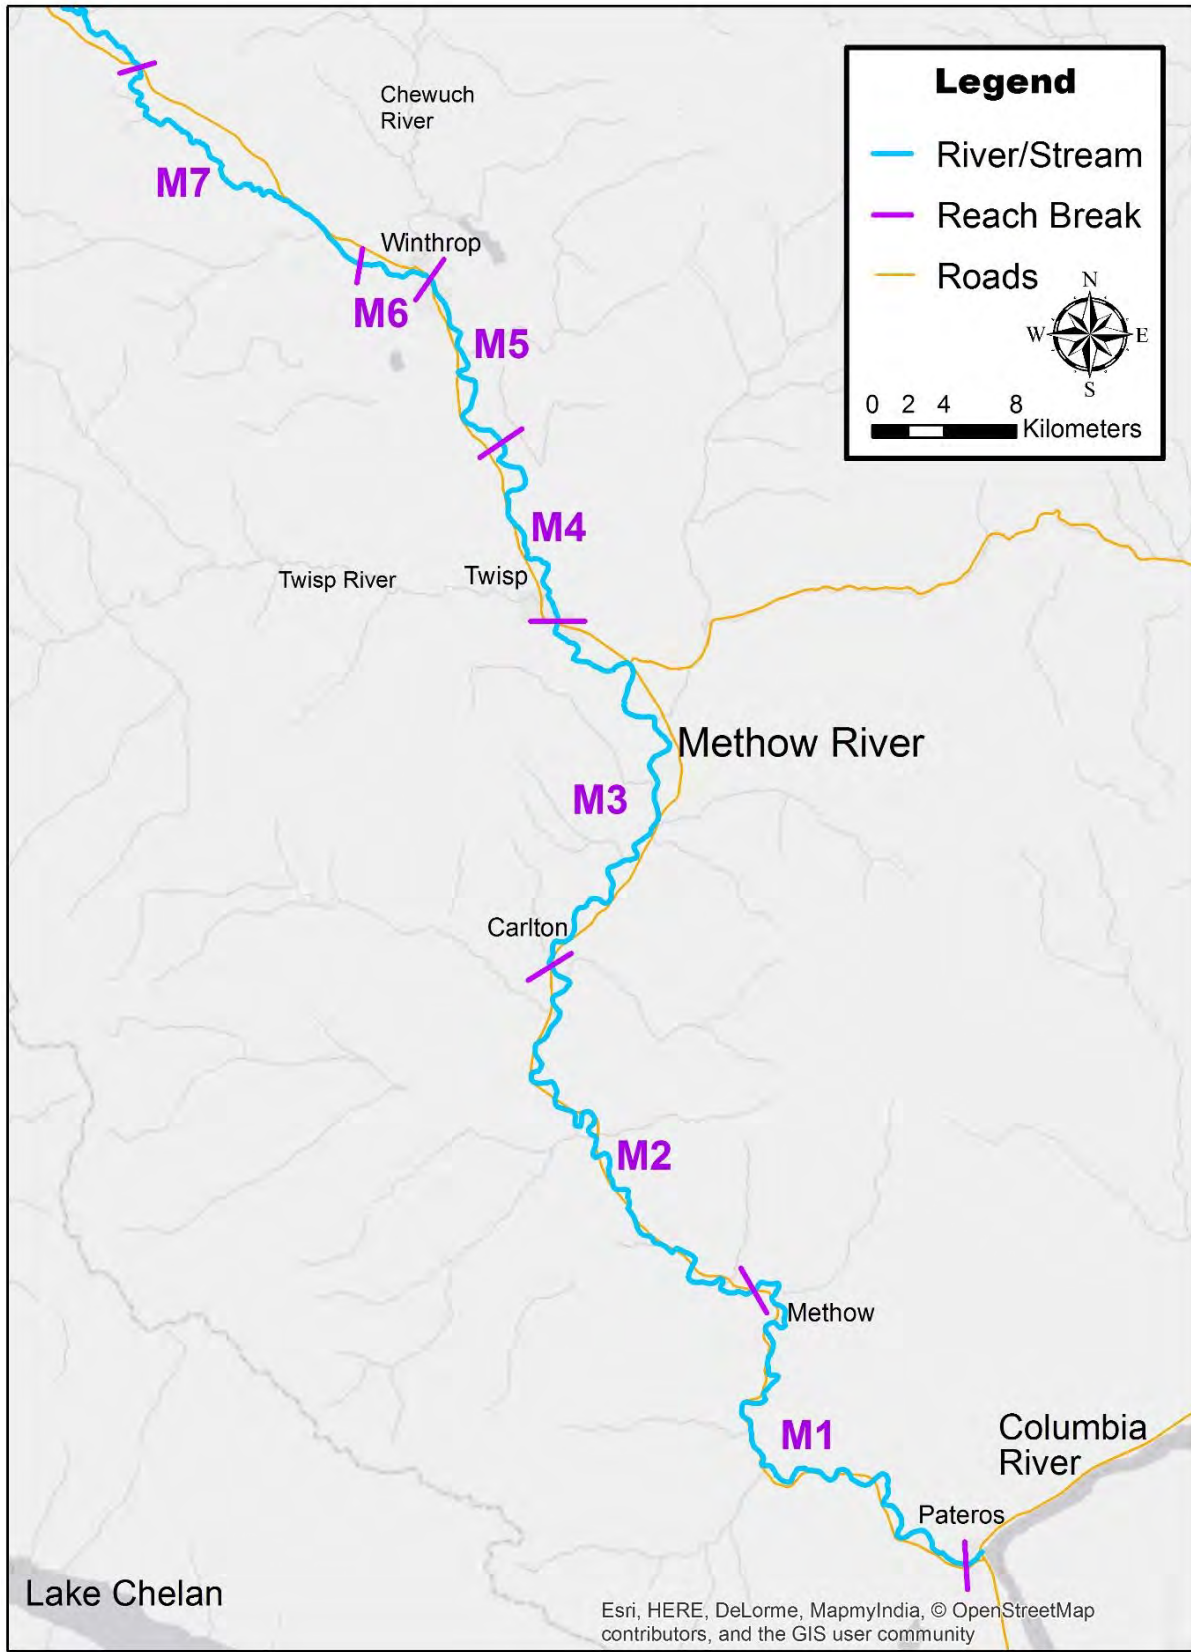 Legend
River/Stream
Reach Break
Roads
N
W
E
S
0 2 4 8
Kilometers
Chewuch
River
M7
Winthrop
M6
M5
M4
Twisp River
Twisp
Methow River
M3
Carlton
M2
Methow
M1
Columbia
River
Pateros
Lake Chelan
Esri, HERE, DeLorme, MapmyIndia, © OpenStreetMap
contributors, and the GIS user community